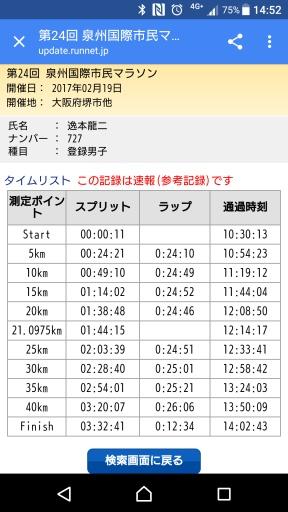 4G+ 75% 14:52
第24回 泉州国際市民マ...
update.runnet.jp
第24回 泉州国際市民マラソン
開催日： 2017年02月19日
開催地： 大阪府堺市他
氏名 ： 逸本龍二
ナンバー ： 727
種目 ： 登録男子
タイムリスト この記録は速報(参考記録)です
測定ポイント スプリット ラップ 通過時刻
Start 00:00:11 10:30:13
5km 00:24:21 0:24:10 10:54:23
10km 00:49:10 0:24:49 11:19:12
15km 01:14:02 0:24:52 11:44:04
20km 01:38:48 0:24:46 12:08:50
21.0975km 01:44:15 12:14:17
25km 02:03:39 0:24:51 12:33:41
30km 02:28:40 0:25:01 12:58:42
35km 02:54:01 0:25:21 13:24:03
40km 03:20:07 0:26:06 13:50:09
Finish 03:32:41 0:12:34 14:02:43
検索画面に戻る